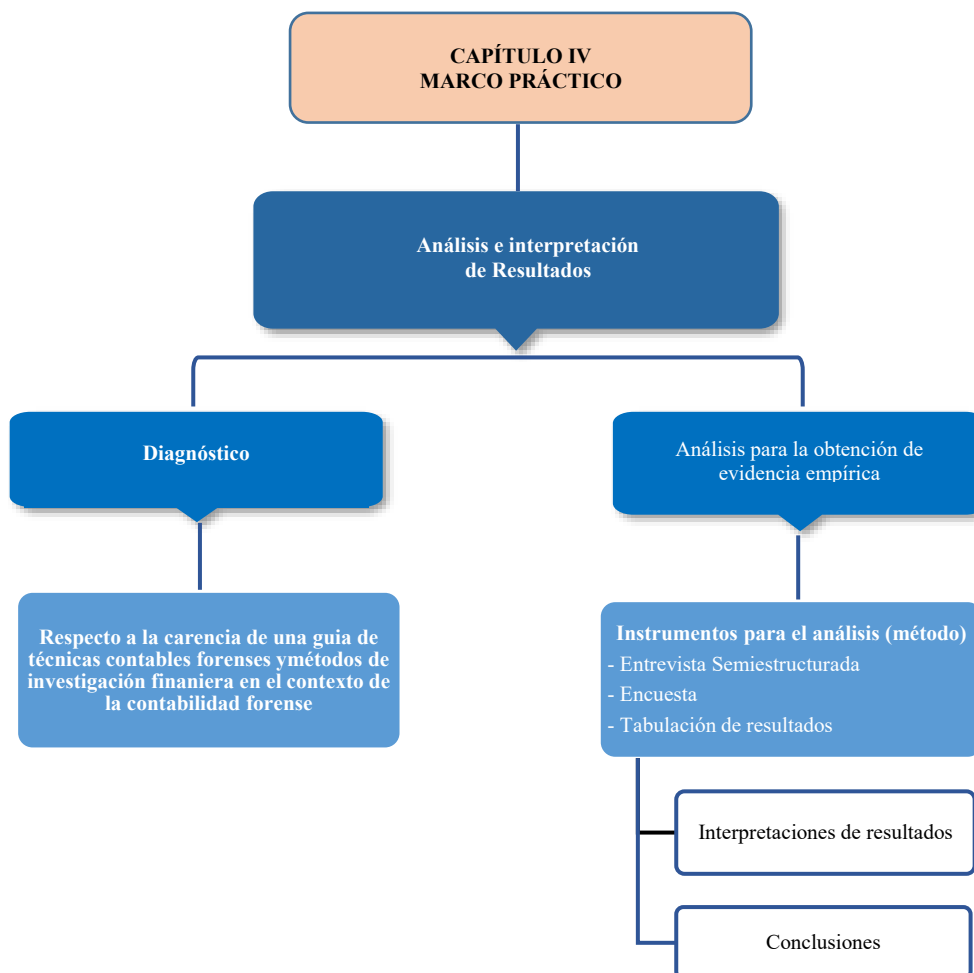 CAPÍTULO IV
MARCO PRÁCTICO
Análisis e interpretación
de Resultados
Diagnóstico
Análisis para la obtención de
evidencia empírica
Respecto a la carencia de una guia de
técnicas contables forenses ymétodos de
investigación finaniera en el contexto de
la contabilidad forense
Instrumentos para el análisis (método)
- Entrevista Semiestructurada
- Encuesta
- Tabulación de resultados
Interpretaciones de resultados
Conclusiones